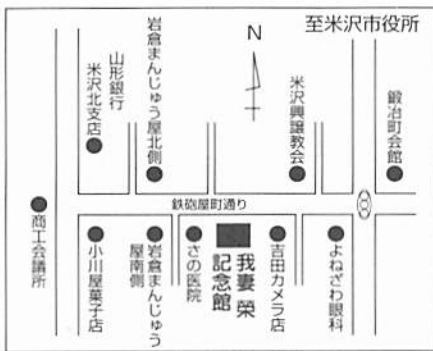 至米沢市役所
N
山形銀行
米沢北支店
岩倉まんじゅう屋北側
米沢興譲教会
鍛冶町会館
鉄砲屋町通り
商工会議所
小川屋菓子店
岩倉まんじゅう
屋南側
さの医院
我妻 榮
記念館
吉田カメラ店
よねざわ眼科